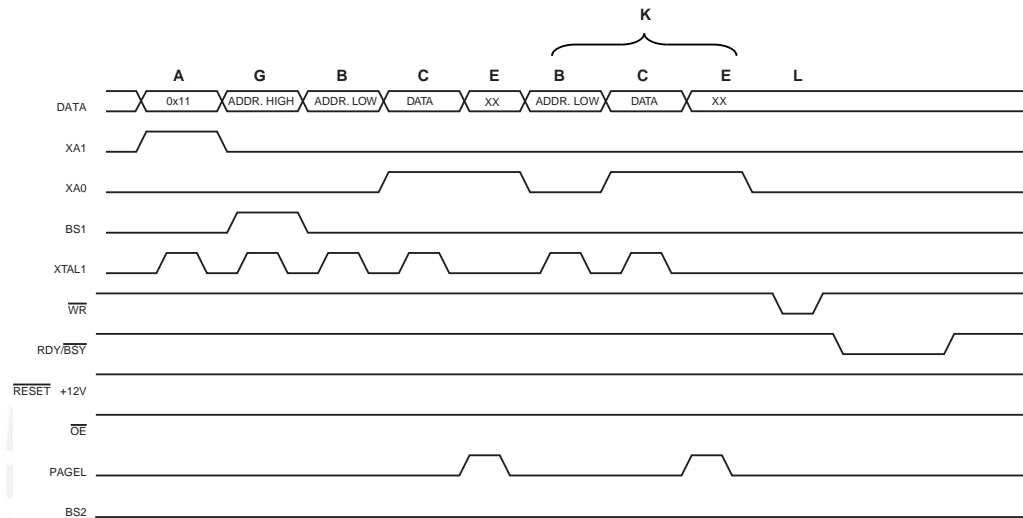 K
A G B C E B C E L
DATA 0x11 ADDR. HIGH ADDR. LOW DATA XX ADDR. LOW DATA XX
XA1
XA0
BS1
XTAL1
WR
RDY/BSY
RESET +12V
OE
PAGEL
BS2